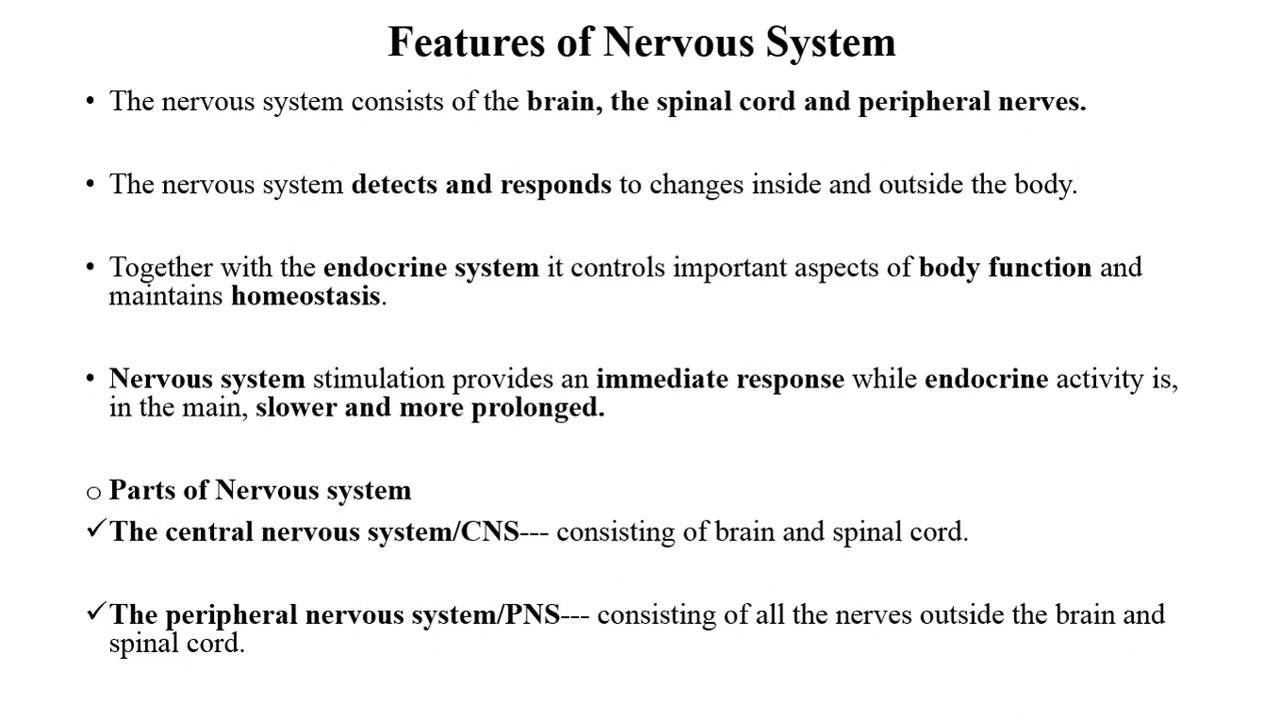 Features of Nervous System
• The nervous system consists of the brain, the spinal cord and peripheral nerves.
• The nervous system detects and responds to changes inside and outside the body.
• Together with the endocrine system it controls important aspects of body function and
maintains homeostasis.
• Nervous system stimulation provides an immediate response while endocrine activity is,
in the main, slower and more prolonged.
o Parts of Nervous system
✓The central nervous system/CNS--- consisting of brain and spinal cord.
✓The peripheral nervous system/PNS--- consisting of all the nerves outside the brain and
spinal cord.